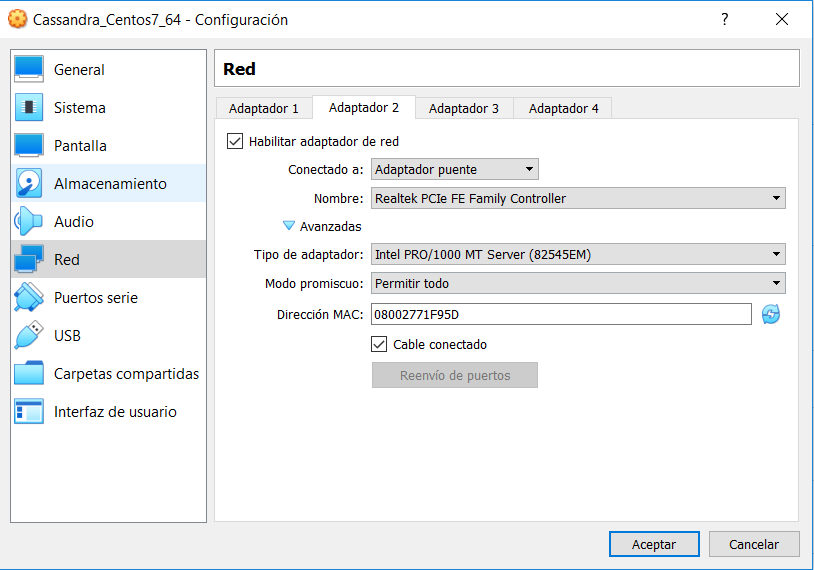 Cassandra_Centos7_64 - Configuración
?
General
Sistema
Pantalla
Almacenamiento
Audio
Red
Puertos serie
USB
Carpetas compartidas
Interfaz de usuario
Red
Adaptador 1 Adaptador 2 Adaptador 3 Adaptador 4
Habilitar adaptador de red
Conectado a: Adaptador puente
Nombre: Realtek PCIe FE Family Controller
Avanzadas
Tipo de adaptador: Intel PRO/1000 MT Server (82545EM)
Modo promiscuo: Permitir todo
Dirección MAC: 08002771F95D
Cable conectado
Reenvío de puertos
Aceptar Cancelar